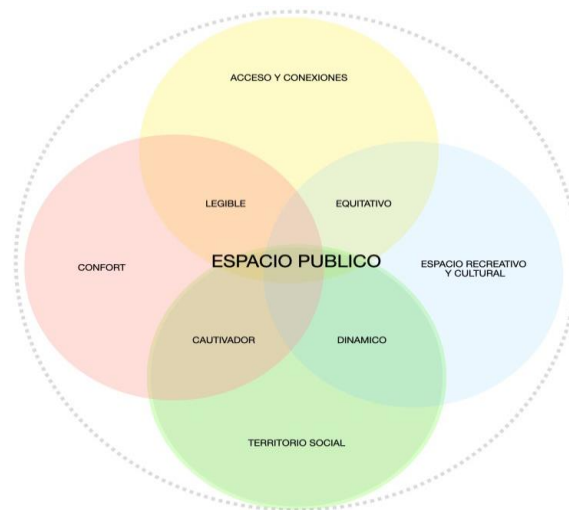 ACCESO Y CONEXIONES
LEGIBLE
EQUITATIVO
ESPACIO PUBLICO
CONFORT
ESPACIO RECREATIVO
Y CULTURAL
CAUTIVADOR
DINAMICO
TERRITORIO SOCIAL